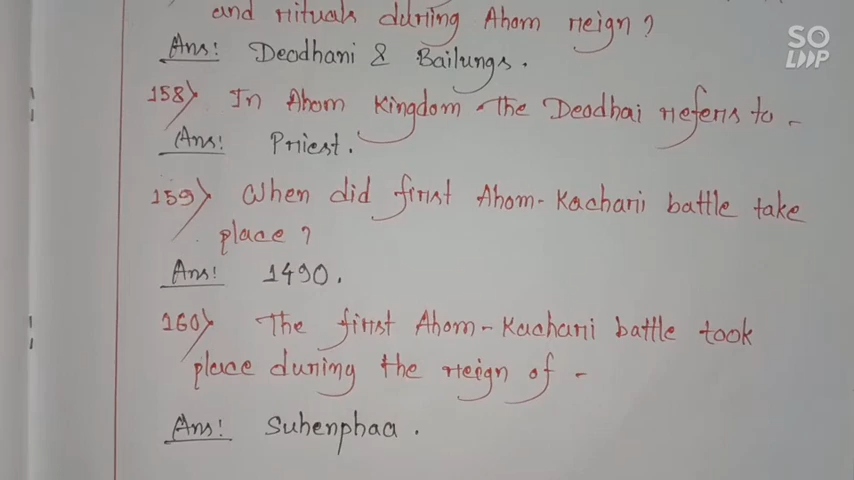 and rituals during Ahom reign?
SO
LOOP
Ans: Deodhani & Bailungs.
158) In Ahom Kingdom the Deodhai refers to -
Ans: Priest.
159) When did first Ahom-Kachari battle take
place?
Ans: 1490.
160) The first Ahom-Kachari battle took
place during the reign of -
Ans: Suhenphaa.